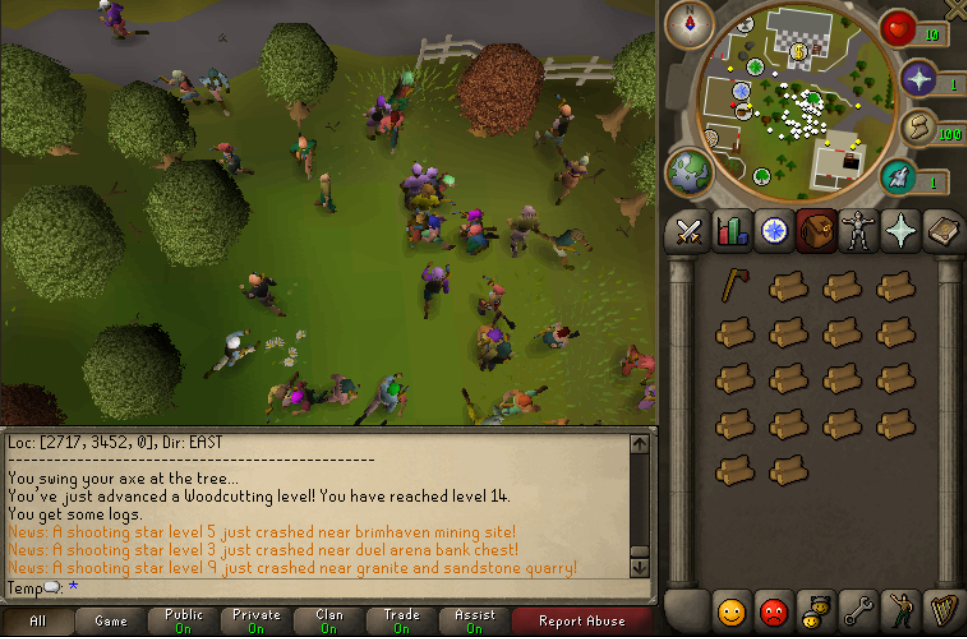 N
10
1
100
1
Loc: [2717, 3452, 0], Dir: EAST
------------------------------------------------
You swing your axe at the tree...
You've just advanced a Woodcutting level! You have reached level 14.
You get some logs.
News: A shooting star level 5 just crashed near brimhaven mining site!
News: A shooting star level 3 just crashed near duel arena bank chest!
News: A shooting star level 9 just crashed near granite and sandstone quarry!
Temp: *
All
Game
Public
On
Private
On
Clan
On
Trade
On
Assist
On
Report Abuse